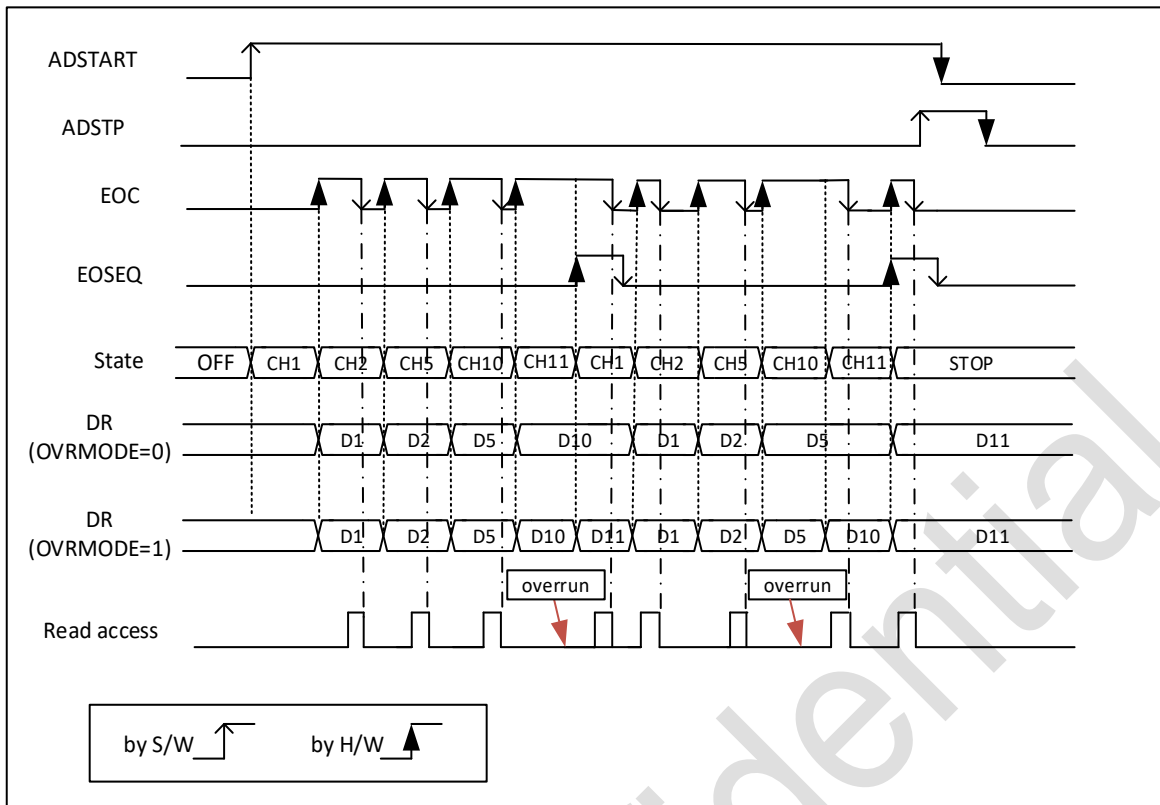 ADSTART
ADSTP
EOC
EOSEQ
State OFF CH1 CH2 CH5 CH10 CH11 CH1 CH2 CH5 CH10 CH11 STOP
DR
(OVRMODE=0) D1 D2 D5 D10 D1 D2 D5 D11
DR
(OVRMODE=1) D1 D2 D5 D10 D11 D1 D2 D5 D10 D11
overrun overrun
Read access
by S/W by H/W
idential